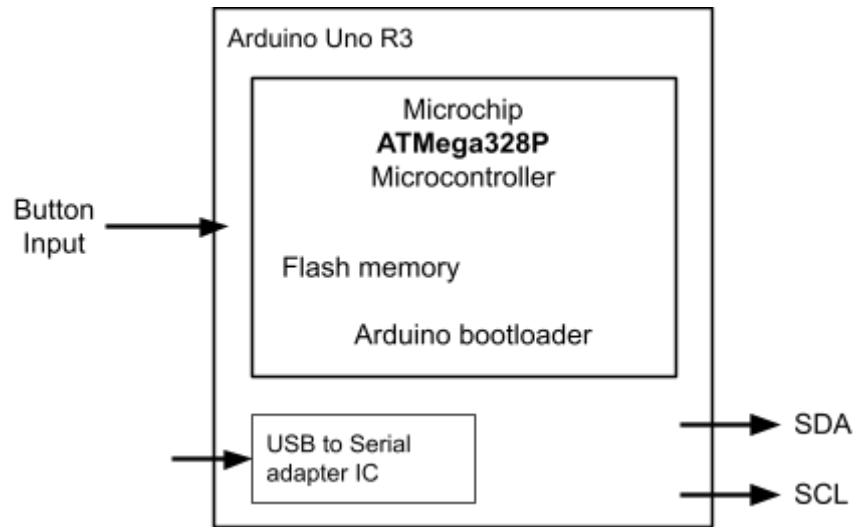 Arduino Uno R3
Microchip
ATMega328P
Microcontroller
Button
Input
Flash memory
Arduino bootloader
USB to Serial
adapter IC
SDA
SCL